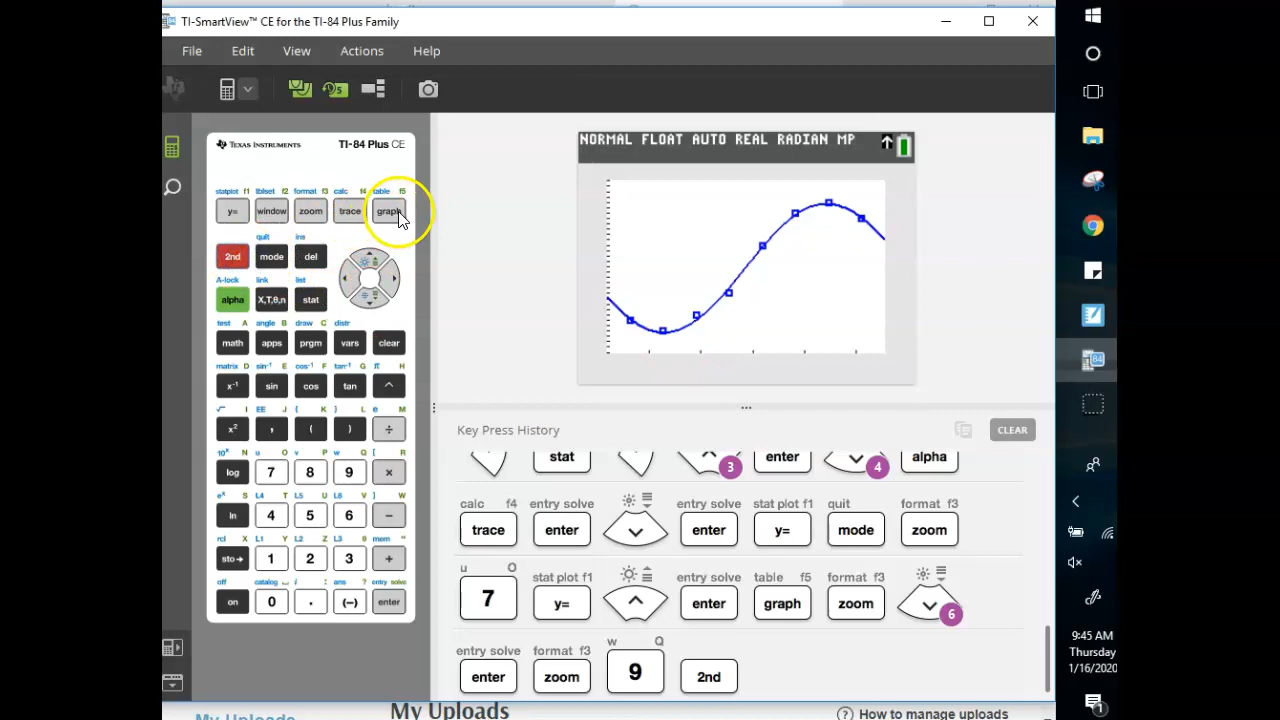 TI-SmartView™ CE for the TI-84 Plus Family
File Edit View Actions Help
TEXAS INSTRUMENTS TI-84 Plus CE
statplot f1 tblset f2 format f3 calc f4 table f5
y= window zoom trace graph
quit ins
2nd mode del
A-lock link list
alpha X,T,θ,n stat
test A angle B draw C distr
math apps prgm vars clear
matrix D sin⁻¹ E cos⁻¹ F tan⁻¹ G π H
x⁻¹ sin cos tan ^
√ I EE J { K } L e M
x² , ( ) ÷
10ˣ N u O v P w Q [ R
log 7 8 9 ×
eˣ S L4 T L5 U L6 V ] W
ln 4 5 6 −
rcl X L1 Y L2 Z L3 θ mem "
sto→ 1 2 3 +
off catalog i : ans ? entry solve
on 0 . (−) enter
NORMAL FLOAT AUTO REAL RADIAN MP
Key Press History
CLEAR
stat 3 enter 4 alpha
calc f4 entry solve entry solve stat plot f1 quit format f3
trace enter enter y= mode zoom
u O stat plot f1 entry solve table f5 format f3
7 y= enter graph zoom 6
entry solve format f3 w Q
enter zoom 9 2nd
My Uploads
My Uploads
How to manage uploads
84
9:45 AM
Thursday
1/16/2020
1